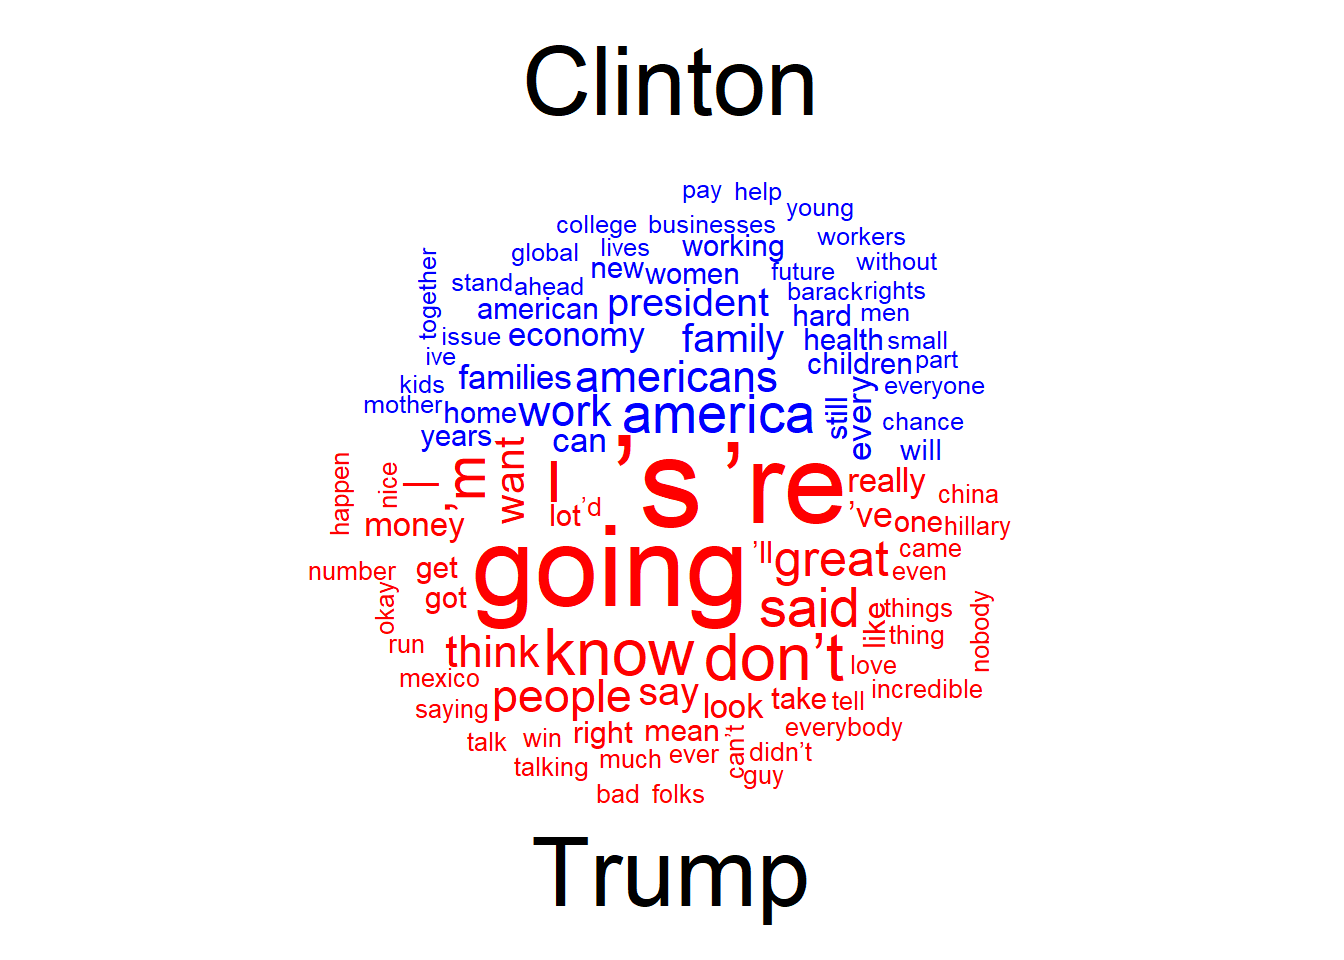 Clinton
pay help
young
college businesses
workers
global lives working
without
together
new women future
stand ahead
barack rights
american president
hard men
issue economy family health small
ive
children part
families americans
kids
everyone
mother home work america still every chance
years can
will
happen nice — ’m want I ’s ’re really
china
money lot ’d
’ve one hillary
going ’ll great came
number get
even
okay got
said
like things
nobody
run think know don’t thing
love
mexico
people say look take tell incredible
saying
talk win right mean can’t everybody
talking much ever didn’t
guy
bad folks
Trump